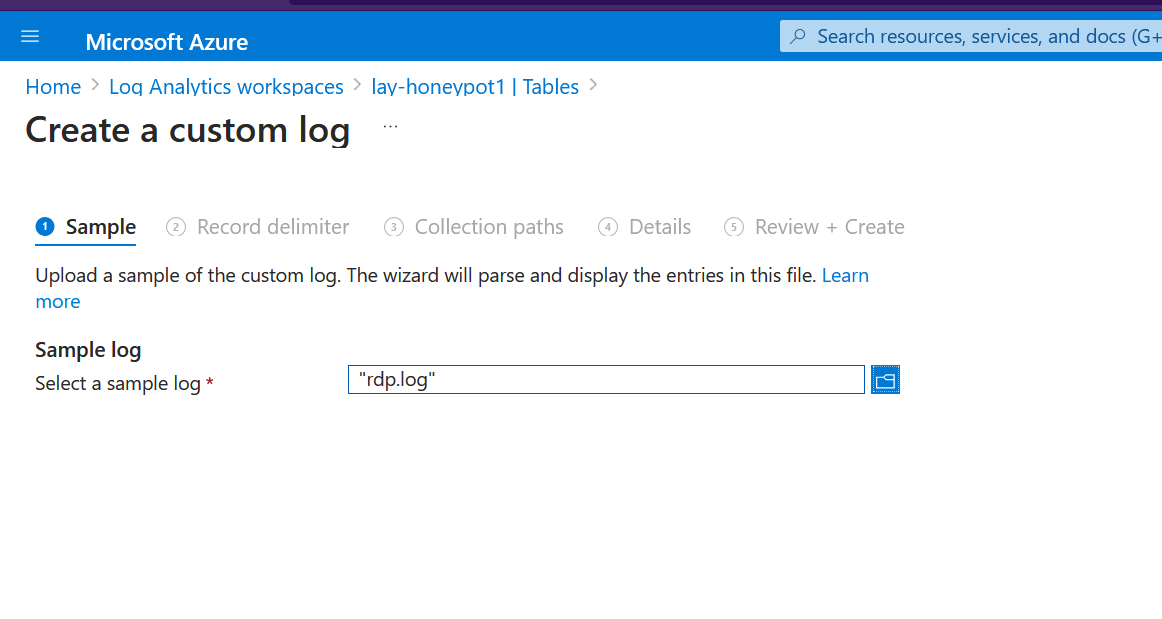 Microsoft Azure
Search resources, services, and docs (G+
Home > Log Analytics workspaces > lay-honeypot1 | Tables >
Create a custom log ...
1 Sample 2 Record delimiter 3 Collection paths 4 Details 5 Review + Create
Upload a sample of the custom log. The wizard will parse and display the entries in this file. Learn
more
Sample log
Select a sample log * "rdp.log"